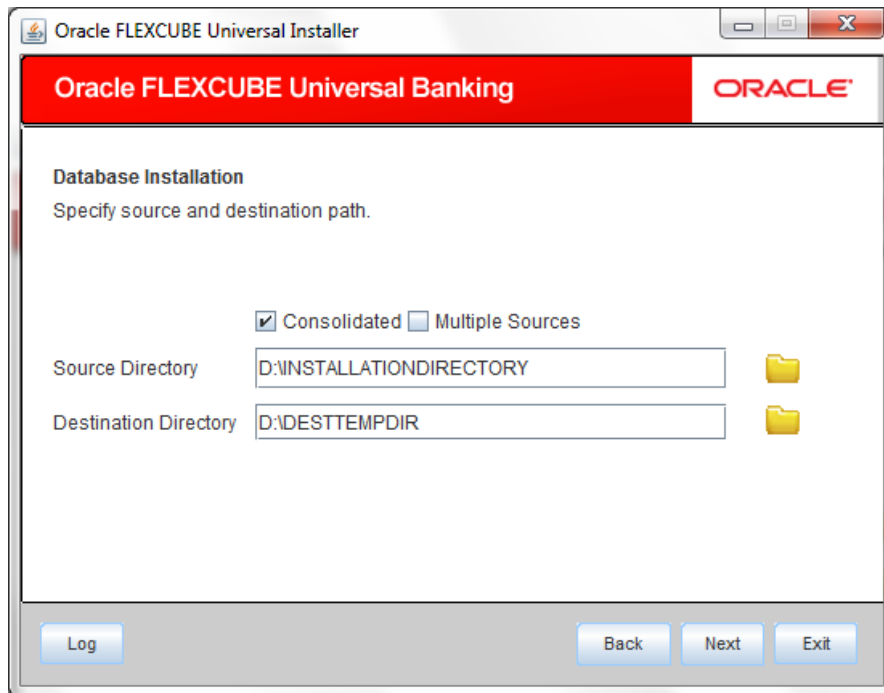 Oracle FLEXCUBE Universal Installer
Oracle FLEXCUBE Universal Banking
ORACLE®
Database Installation
Specify source and destination path.
Consolidated Multiple Sources
Source Directory D:\INSTALLATIONDIRECTORY
Destination Directory D:\DESTTEMPDIR
Log Back Next Exit